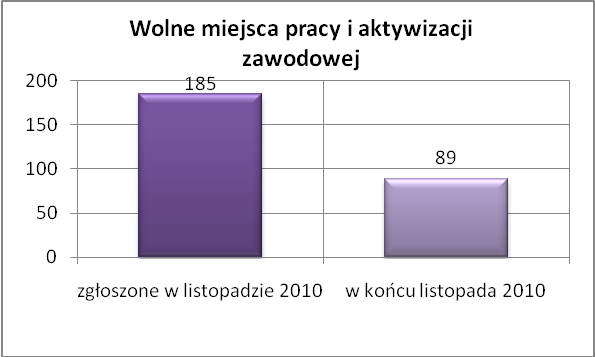 Wolne miejsca pracy i aktywizacji
zawodowej
200
150
100
50
0
185
89
zgłoszone w listopadzie 2010
w końcu listopada 2010